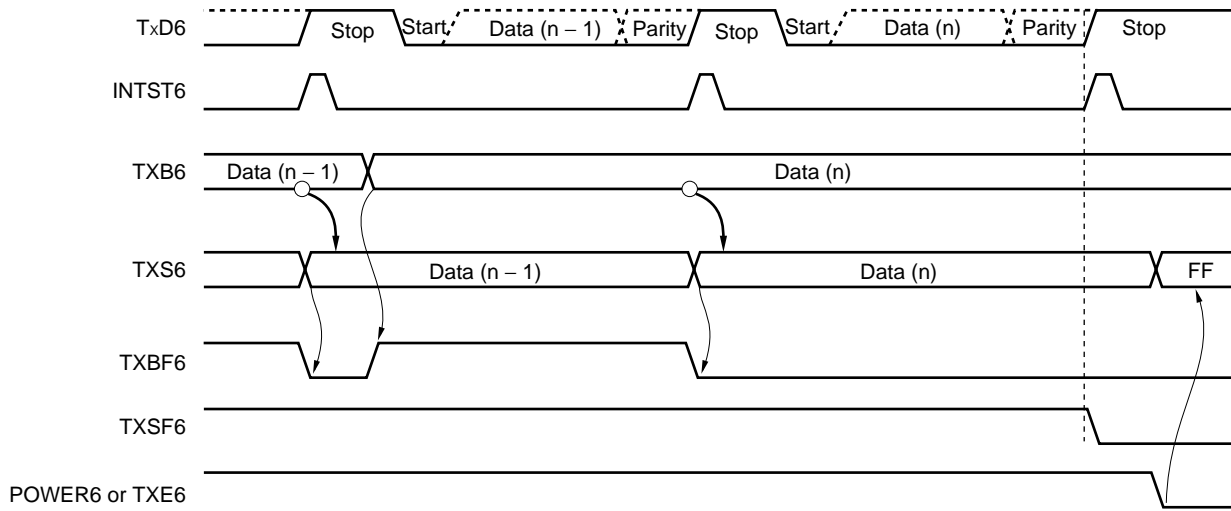 TxD6 Stop Start Data (n – 1) Parity Stop Start Data (n) Parity Stop
INTST6
TXB6 Data (n – 1) Data (n)
TXS6 Data (n – 1) Data (n) FF
TXBF6
TXSF6
POWER6 or TXE6